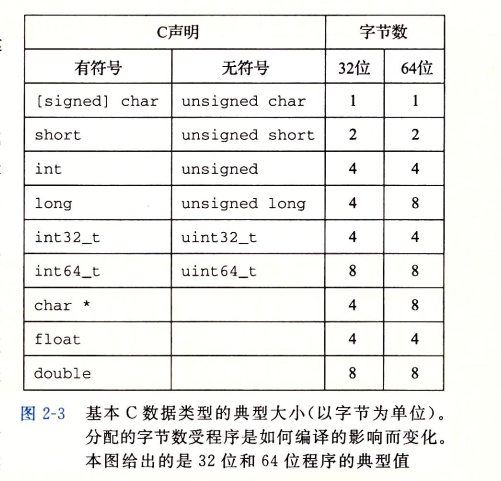 C声明 字节数
有符号 无符号 32位 64位
[signed] char unsigned char 1 1
short unsigned short 2 2
int unsigned 4 4
long unsigned long 4 8
int32_t uint32_t 4 4
int64_t uint64_t 8 8
char * 4 8
float 4 4
double 8 8
图 2-3 基本 C 数据类型的典型大小(以字节为单位)。
分配的字节数受程序是如何编译的影响而变化。
本图给出的是 32 位和 64 位程序的典型值